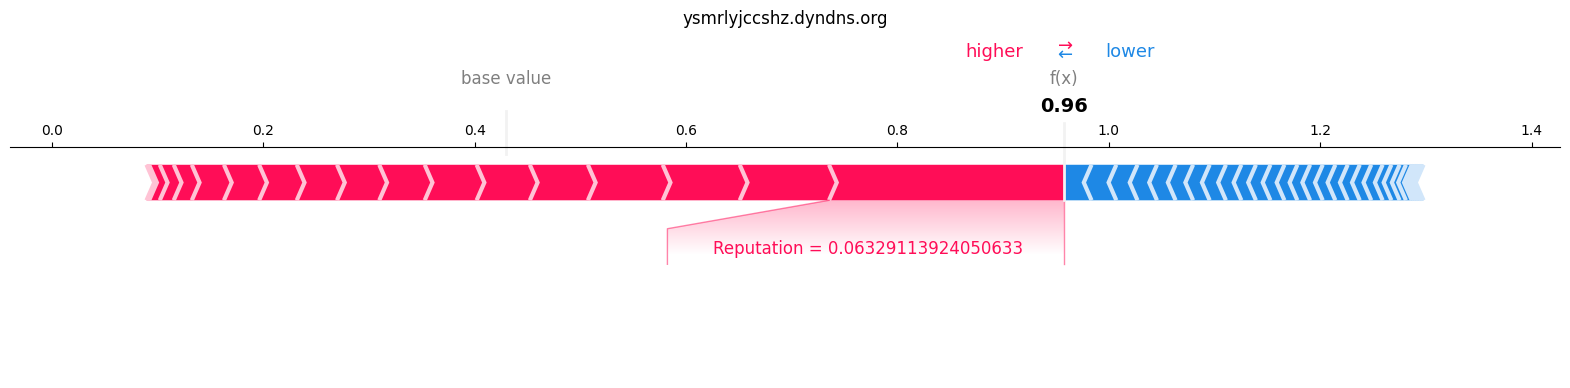 ysmrlyjccshz.dyndns.org
higher ⇄ lower
base value f(x)
0.96
0.0 0.2 0.4 0.6 0.8 1.0 1.2 1.4
Reputation = 0.06329113924050633